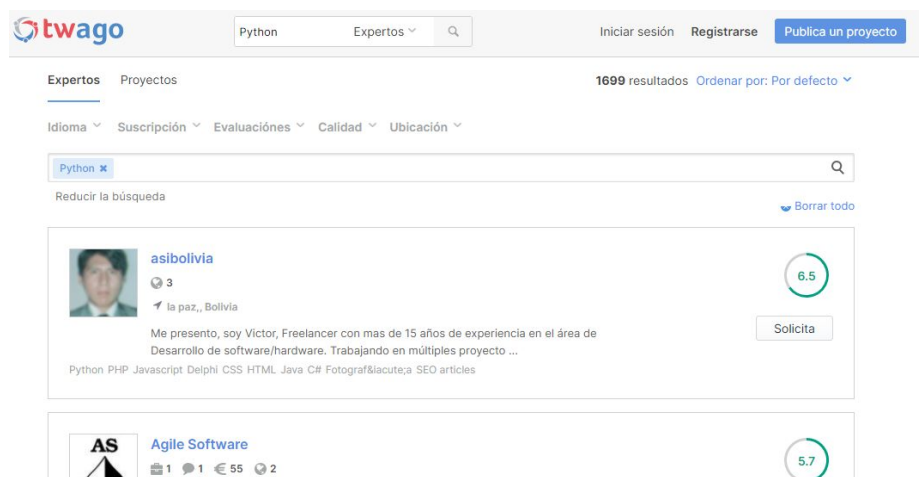 twago
Python Expertos
Iniciar sesión Registrarse Publica un proyecto
Expertos Proyectos
1699 resultados Ordenar por: Por defecto
Idioma Suscripción Evaluaciónes Calidad Ubicación
Python ×
Reducir la búsqueda
Borrar todo
asibolivia
3
la paz,, Bolivia
6.5
Solicita
Me presento, soy Victor, Freelancer con mas de 15 años de experiencia en el área de
Desarrollo de software/hardware. Trabajando en múltiples proyecto ...
Python PHP Javascript Delphi CSS HTML Java C# Fotograf&iacute;a SEO articles
AS
Agile Software
1 1 € 55 2
5.7